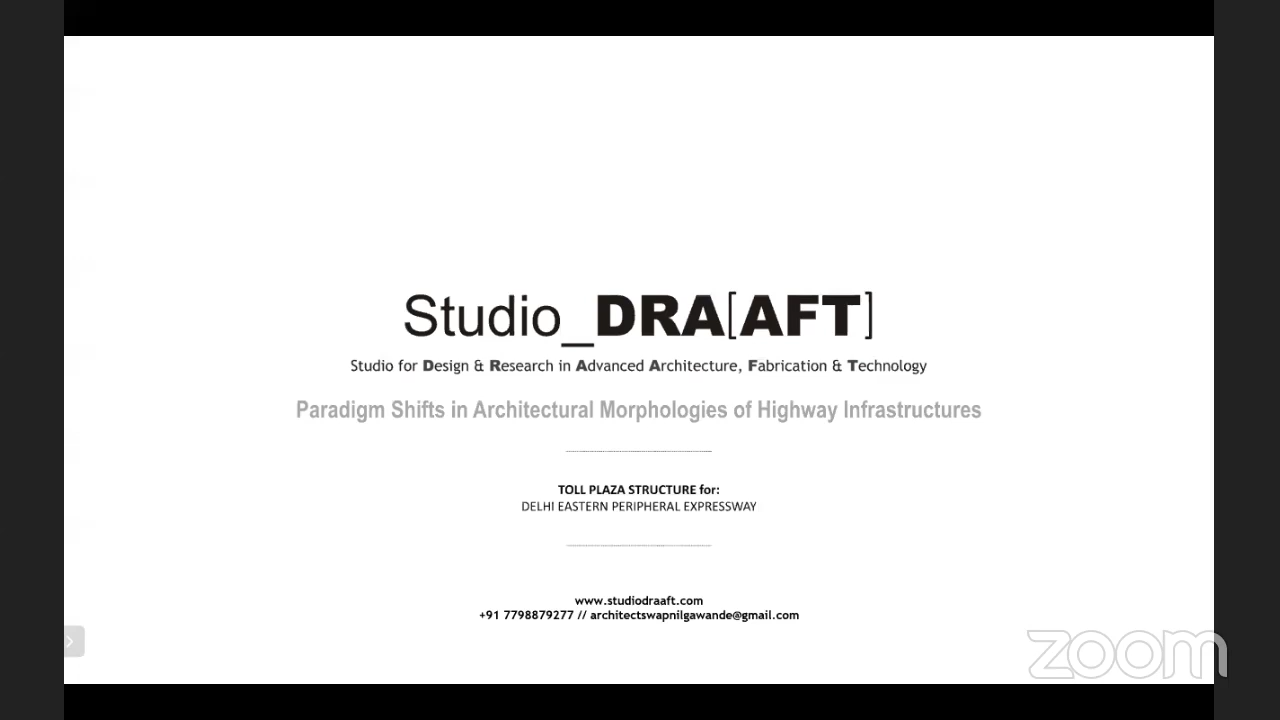 Studio_DRA[AFT]
Studio for Design & Research in Advanced Architecture, Fabrication & Technology
Paradigm Shifts in Architectural Morphologies of Highway Infrastructures
TOLL PLAZA STRUCTURE for:
DELHI EASTERN PERIPHERAL EXPRESSWAY
www.studiodraaft.com
+91 7798879277 // architectswapnilgawande@gmail.com
zoom